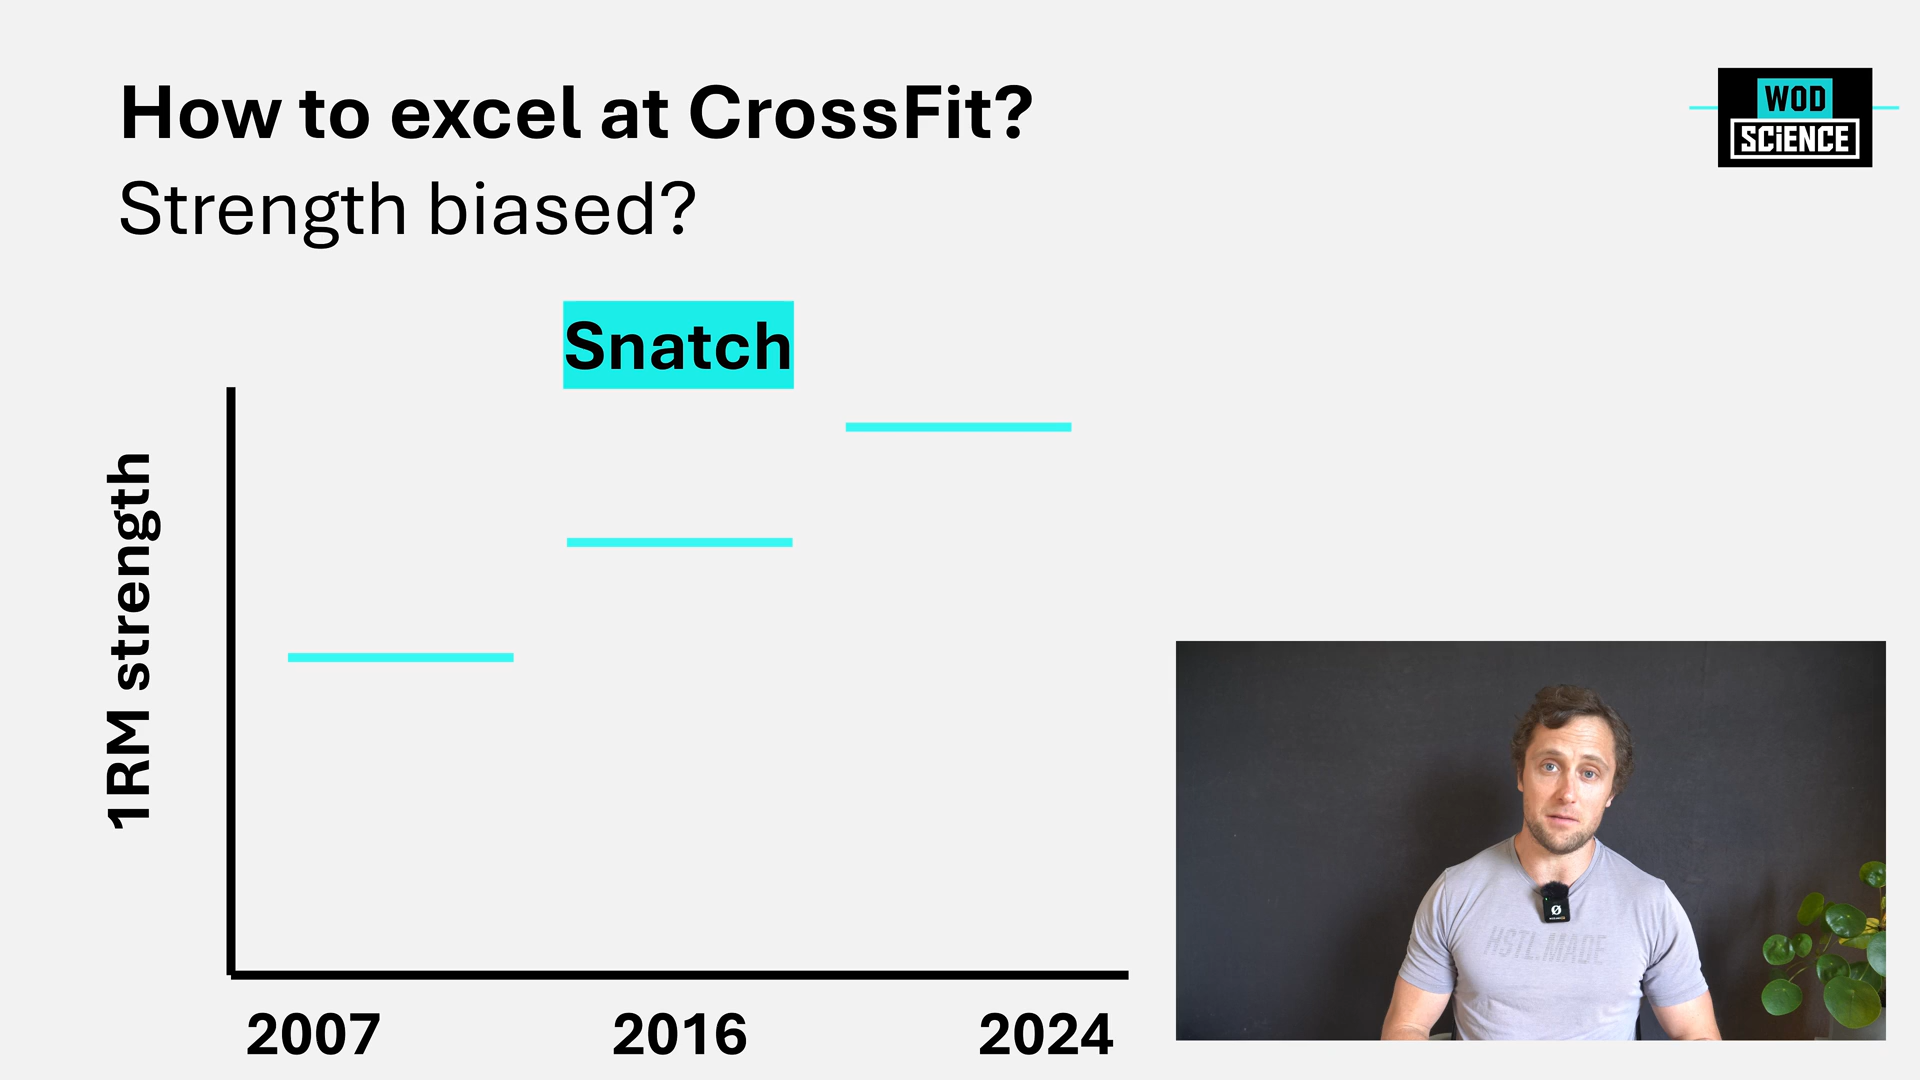 How to excel at CrossFit?
Strength biased?
WOD
SCiENCE
Snatch
1RM strength
2007
2016
2024
HSTL.MADE